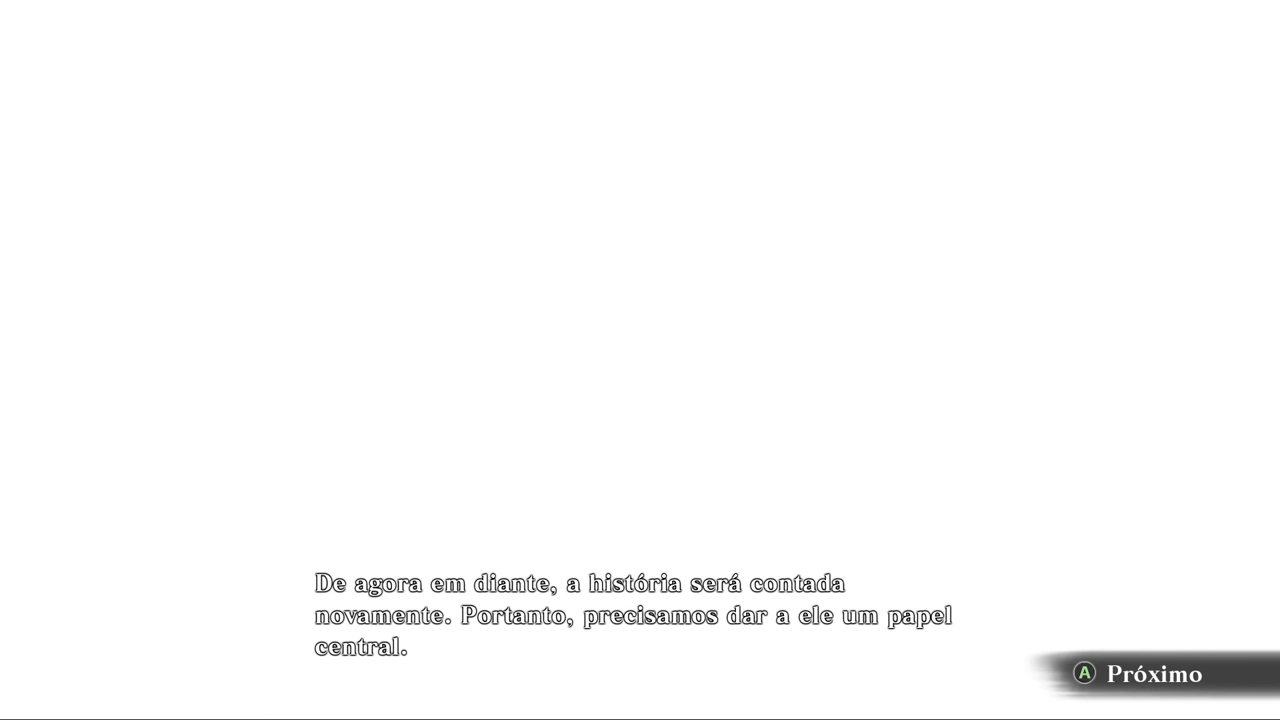 De agora em diante, a história será contada
novamente. Portanto, precisamos dar a ele um papel
central.
A Próximo